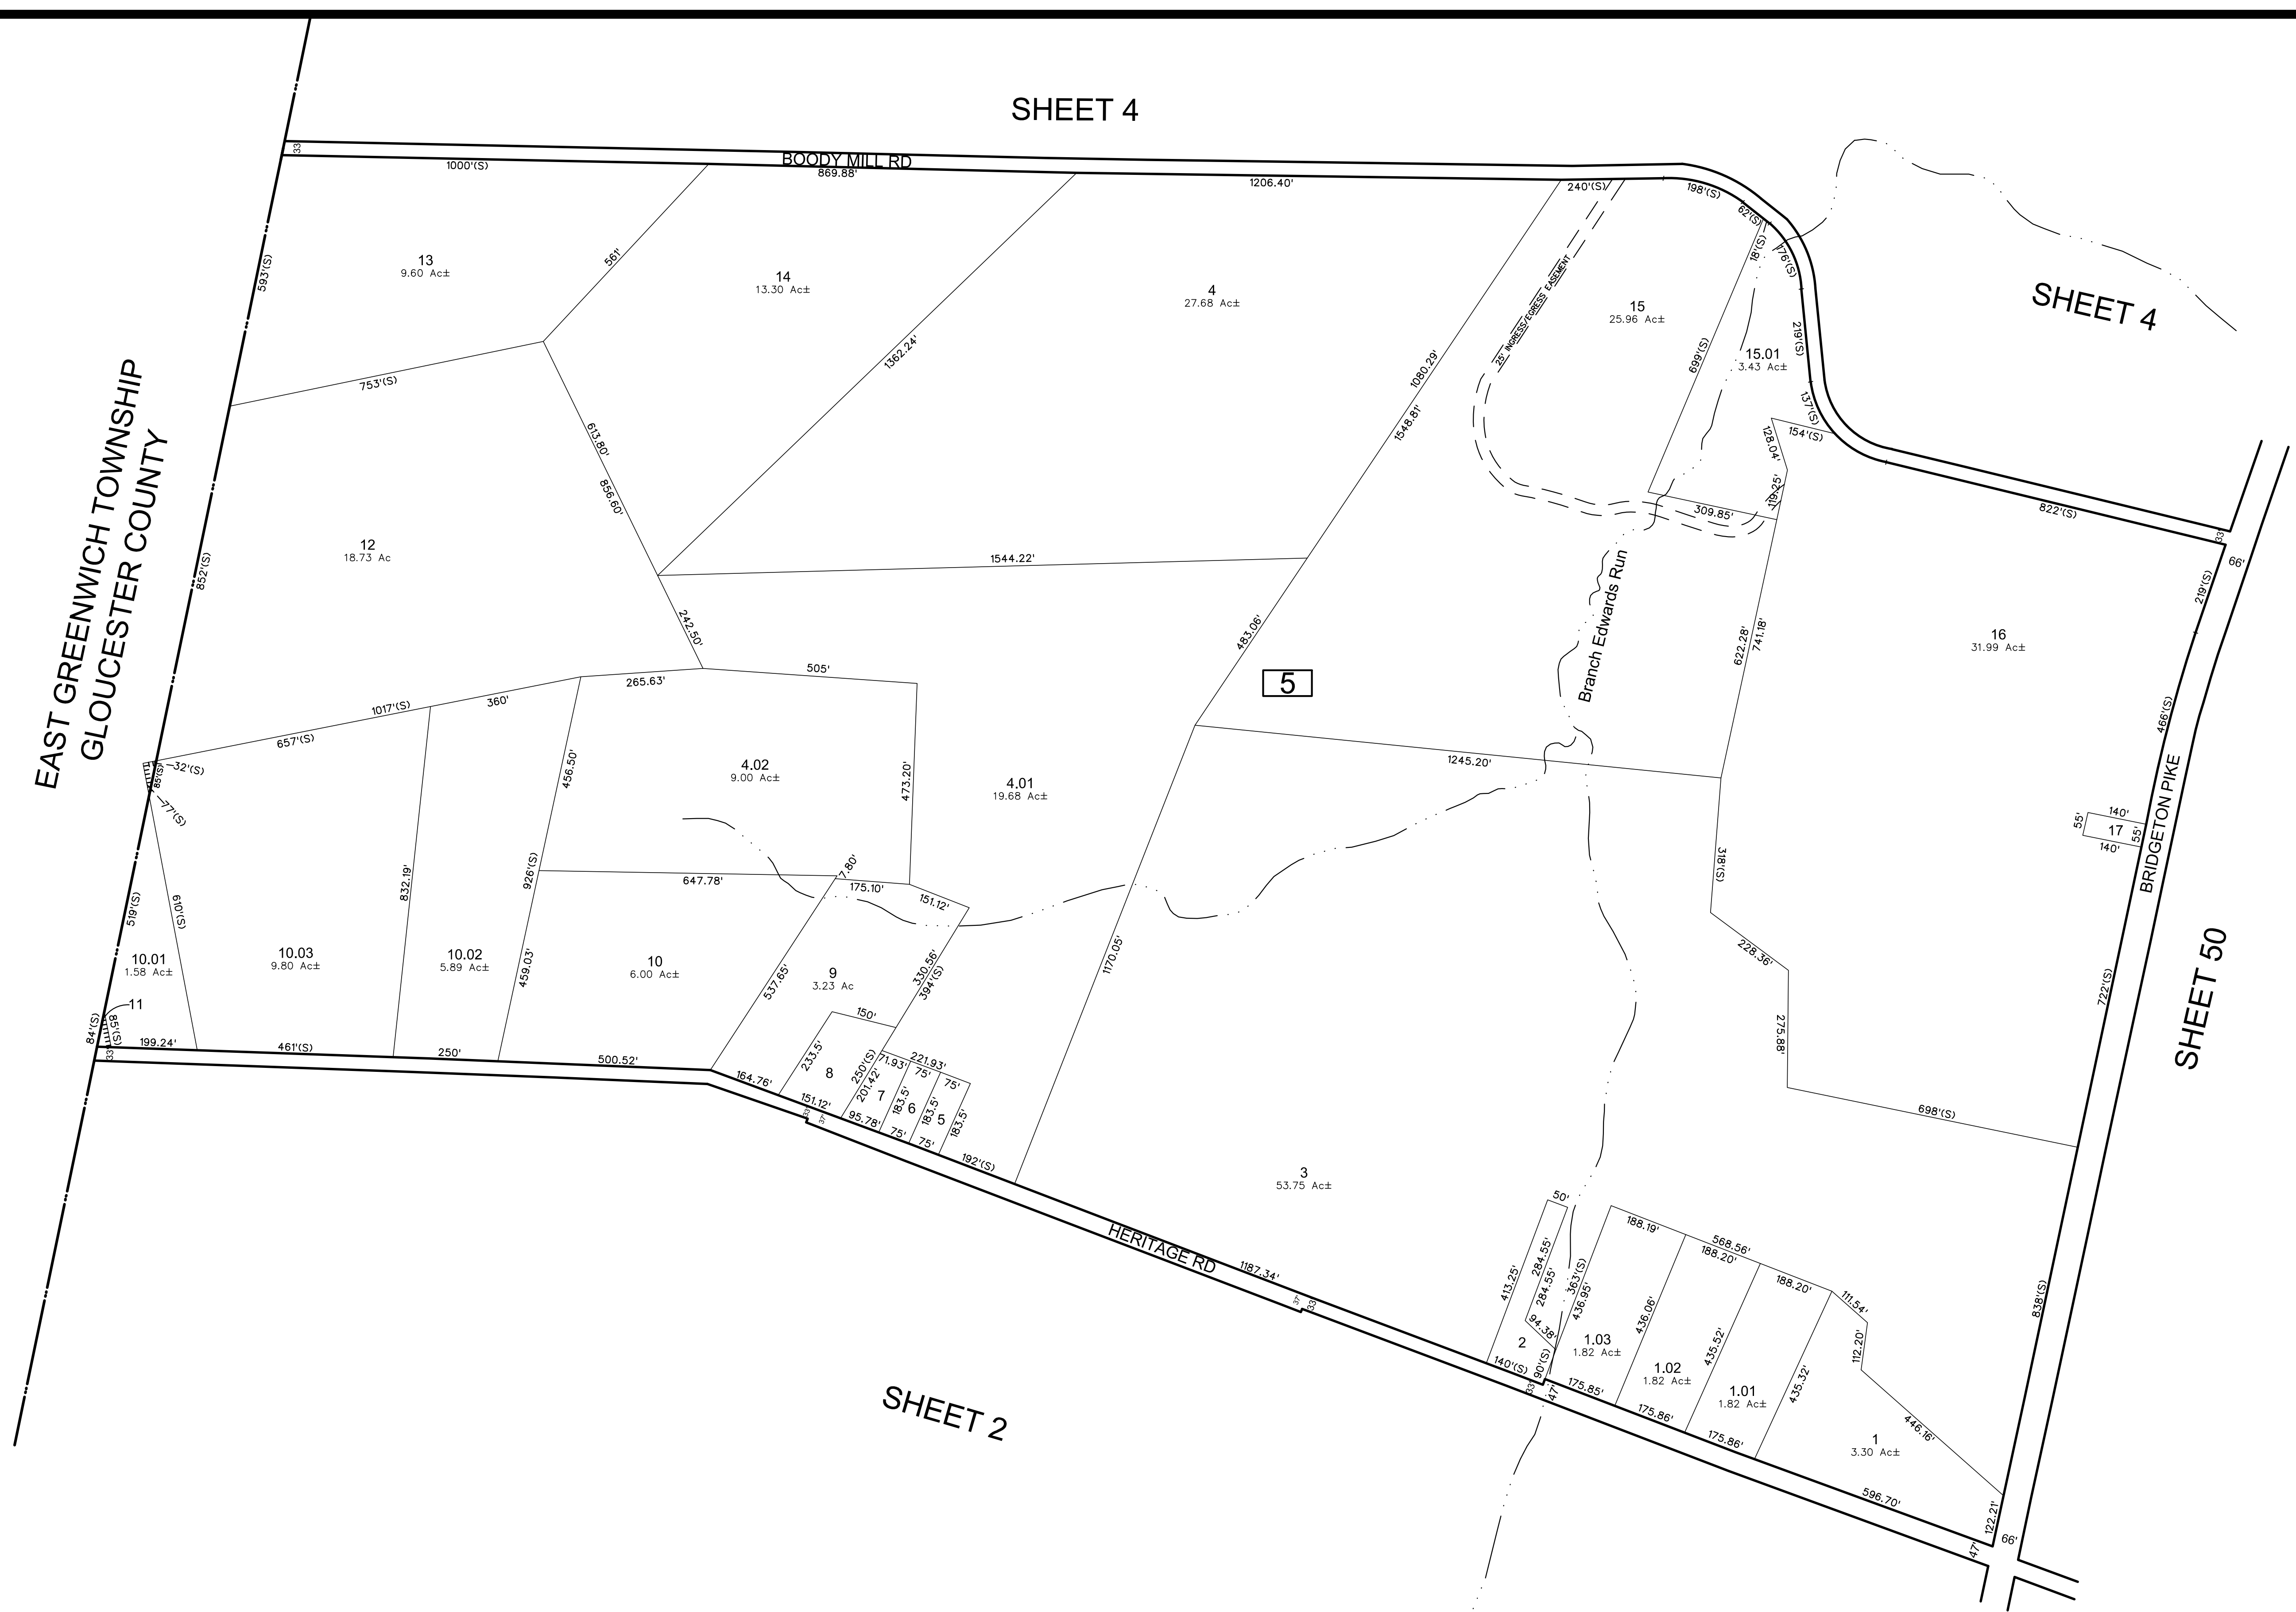 SHEET 4
BOODY MILL RD
33
1000'(S)
869.88'
1206.40'
240'(S)
198'(S)
62'(S)
18'(S)
176'(S)
219'(S)
137'(S)
154'(S)
822'(S)
33'
66'
SHEET 4
593'(S)
13
9.60 Ac±
561'
14
13.30 Ac±
1362.24'
4
27.68 Ac±
1080.29'
1548.81'
25' INGRESS/EGRESS EASEMENT
15
25.96 Ac±
699'(S)
15.01
3.43 Ac±
128.04'
119.25'
309.85'
753'(S)
613.80'
856.60'
EAST GREENWICH TOWNSHIP
GLOUCESTER COUNTY
12
18.73 Ac
852'(S)
1544.22'
242.50'
483.06'
5
Branch Edwards Run
622.28'
741.18'
16
31.99 Ac±
219'(S)
466'(S)
BRIDGETON PIKE
505'
265.63'
360'
1017'(S)
657'(S)
32'(S)
85'(S)
77'(S)
456.50'
4.02
9.00 Ac±
473.20'
4.01
19.68 Ac±
1245.20'
140'
55'
17
55'
140'
318'(S)
228.36'
275.88'
698'(S)
722'(S)
SHEET 50
519'(S)
610'(S)
832.19'
926'(S)
647.78'
7.80'
175.10'
151.12'
10.01
1.58 Ac±
10.03
9.80 Ac±
10.02
5.89 Ac±
459.03'
10
6.00 Ac±
537.65'
9
3.23 Ac
330.56'
394'(S)
1170.05'
11
84'(S)
85'(S)
33'
199.24'
461'(S)
250'
500.52'
164.76'
150'
233.5'
8
151.12'
250'(S)
201.42'
71.93'
221.93'
75'
75'
7
183.5'
6
183.5'
5
183.5'
95.78'
75'
75'
192'(S)
33'
37'
3
53.75 Ac±
HERITAGE RD
1187.34'
37'
33'
50'
413.25'
284.55'
284.55'
94.38'
2
140'(S)
90'(S)
33'
47'
363'(S)
436.95'
188.19'
568.56'
188.20'
188.20'
1.03
1.82 Ac±
436.06'
1.02
1.82 Ac±
435.52'
1.01
1.82 Ac±
435.32'
111.54'
112.20'
446.16'
1
3.30 Ac±
175.85'
175.86'
175.86'
596.70'
838'(S)
122.21'
47'
66'
SHEET 2